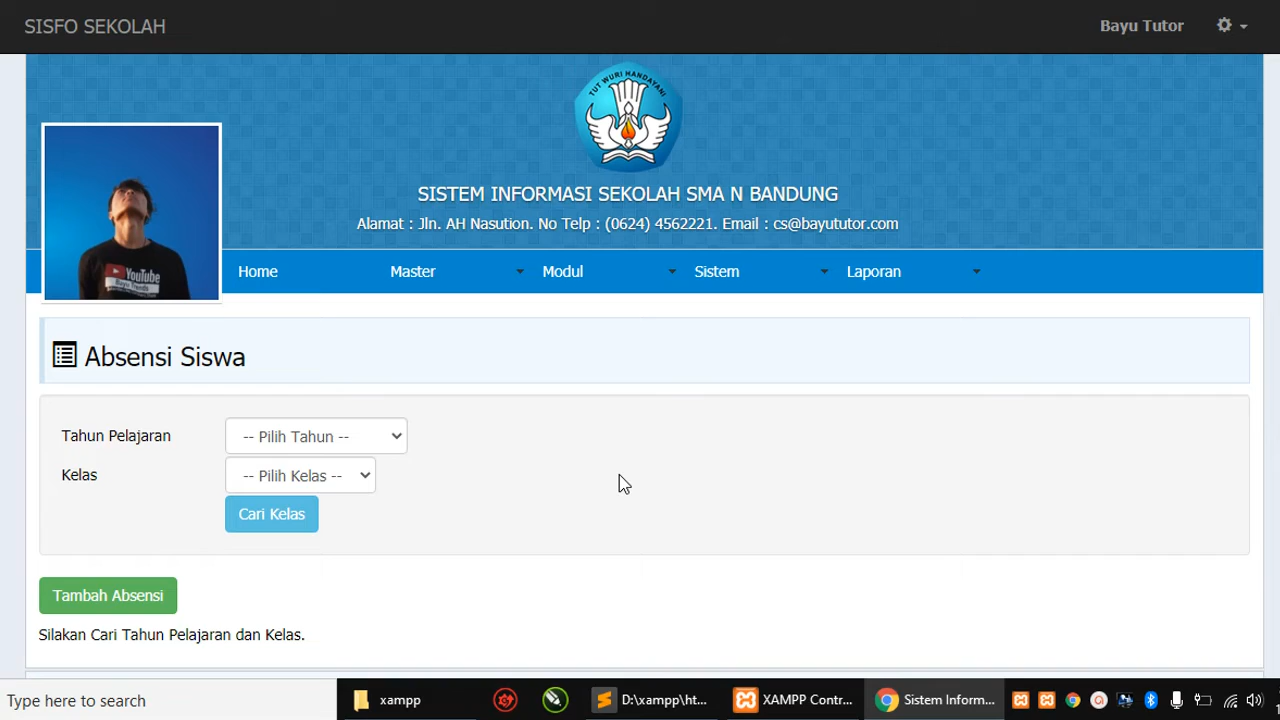 SISFO SEKOLAH
Bayu Tutor
TUT WURI HANDAYANI
SISTEM INFORMASI SEKOLAH SMA N BANDUNG
Alamat : Jln. AH Nasution. No Telp : (0624) 4562221. Email : cs@bayututor.com
YouTube
Home Master Modul Sistem Laporan
Absensi Siswa
Tahun Pelajaran -- Pilih Tahun --
Kelas -- Pilih Kelas --
Cari Kelas
Tambah Absensi
Silakan Cari Tahun Pelajaran dan Kelas.
Type here to search xampp D:\xampp\ht... XAMPP Contr... Sistem Inform...